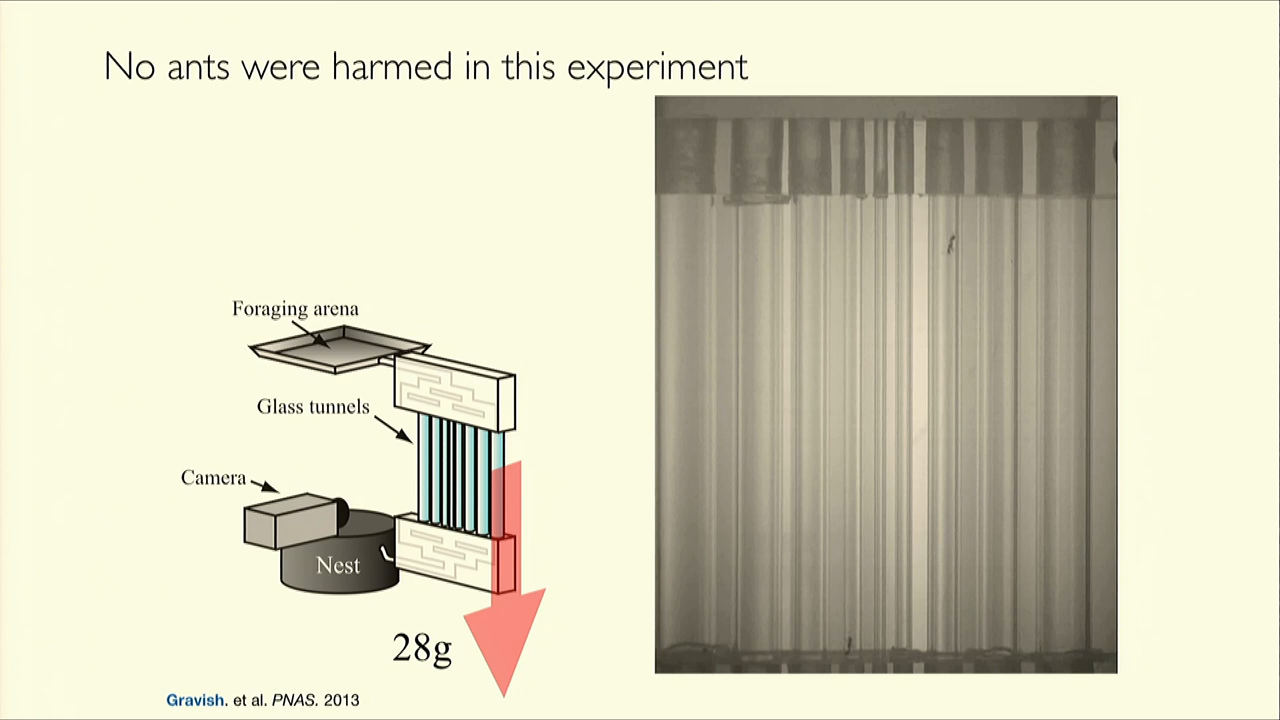 No ants were harmed in this experiment
Foraging arena
Glass tunnels
Camera
Nest
28g
Gravish. et al. PNAS. 2013